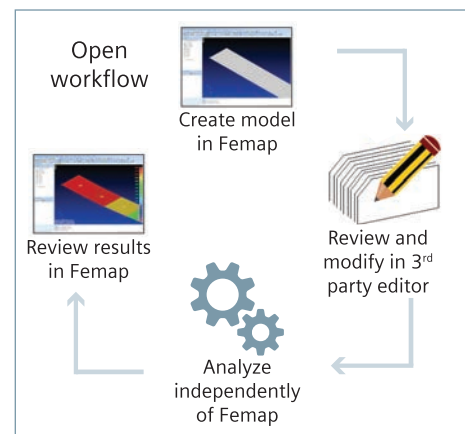 Open
workflow
Create model
in Femap
Review and
modify in 3rd
party editor
Analyze
independently
of Femap
Review results
in Femap